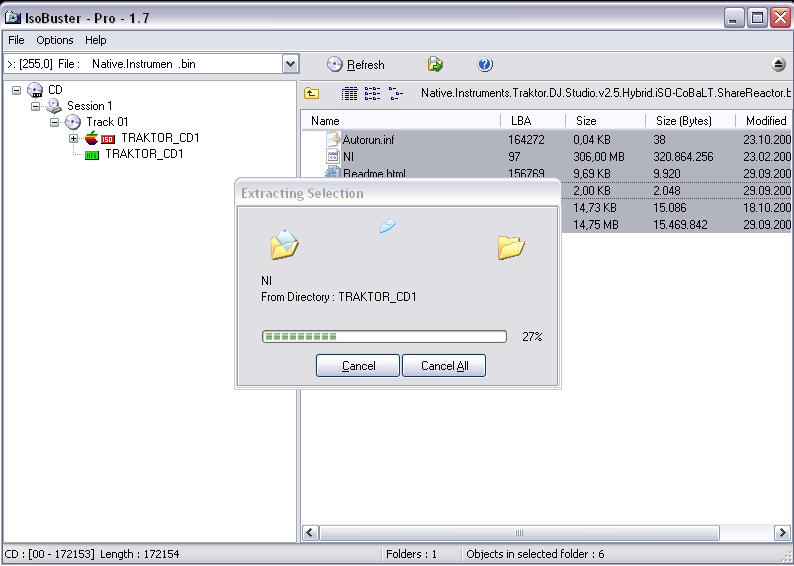 IsoBuster - Pro - 1.7
File Options Help
>: [255,0] File : Native.Instrumen .bin
Refresh
Native.Instruments.Traktor.DJ.Studio.v2.5.Hybrid.iSO-CoBaLT.ShareReactor.b
CD
Session 1
Track 01
ISO TRAKTOR_CD1
HFS TRAKTOR_CD1
Name LBA Size Size (Bytes) Modified
Autorun.inf 164272 0,04 KB 38 23.10.200
NI 97 306,00 MB 320.864.256 23.02.200
Readme.html 156769 9,69 KB 9.920 29.09.200
2,00 KB 2.048 29.09.200
14,73 KB 15.086 18.10.200
14,75 MB 15.469.842 29.09.200
Extracting Selection
NI
From Directory : TRAKTOR_CD1
27%
Cancel Cancel All
CD : [00 - 172153] Length : 172154 Folders : 1 Objects in selected folder : 6